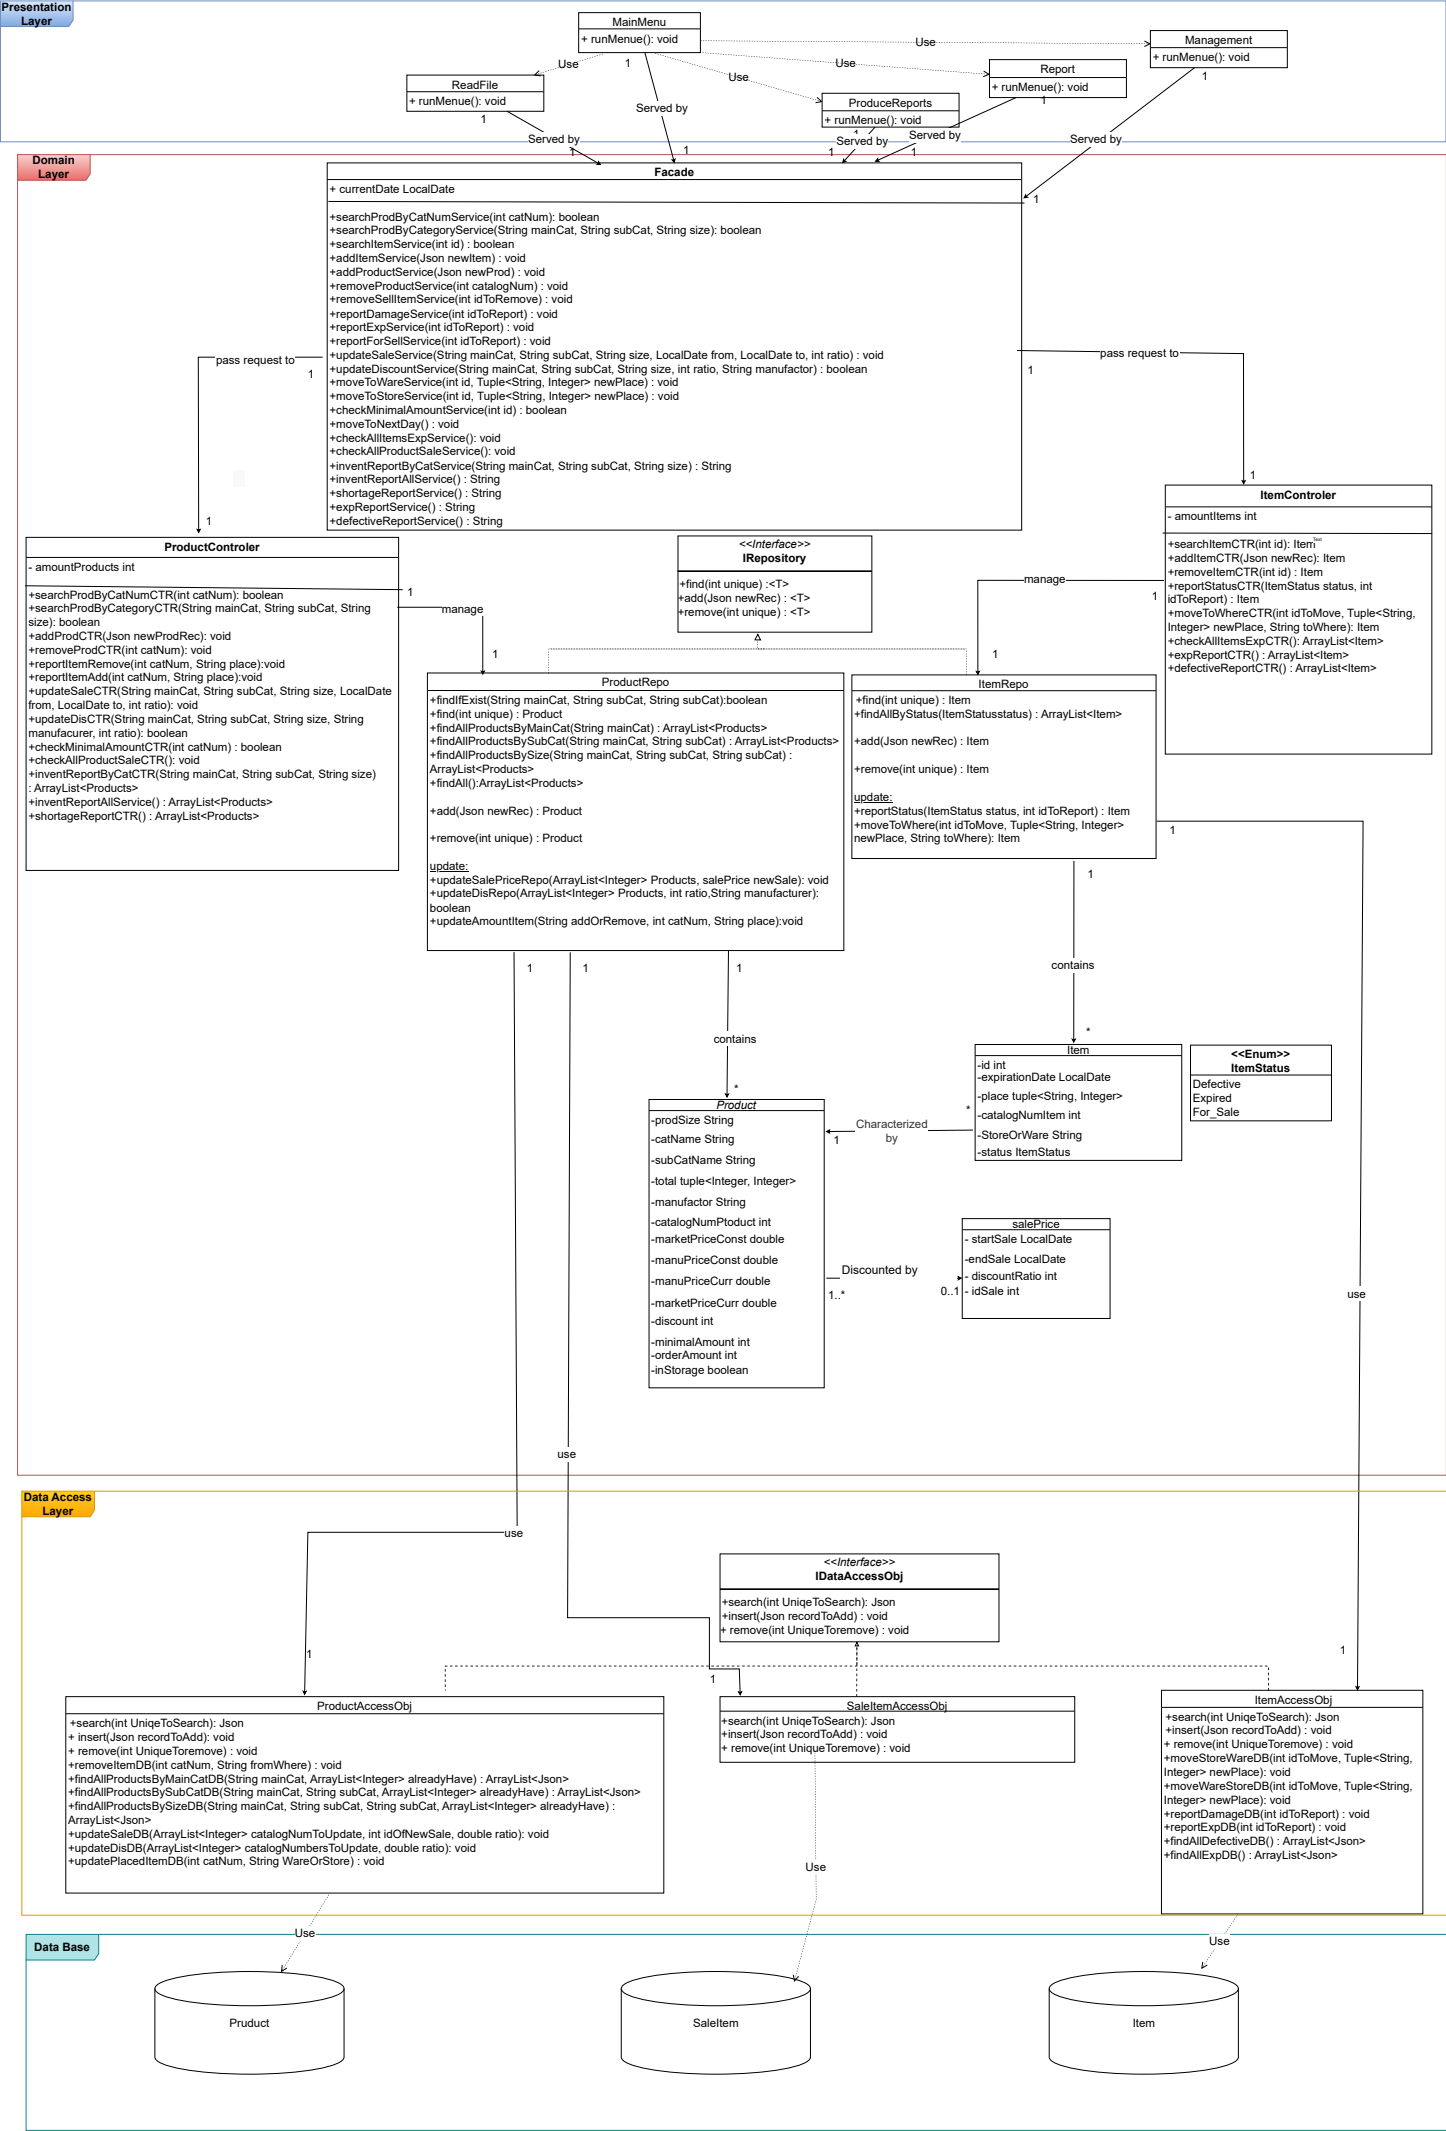 Presentation
Layer
MainMenu
+ runMenue(): void
Use
Management
+ runMenue(): void
Use
Use
Use
1
Report
+ runMenue(): void
1
1
ReadFile
+ runMenue(): void
1
ProduceReports
+ runMenue(): void
1
Served by
Served by
Served by
Served by
Served by
1
1
1
1
Domain
Layer
Facade
+ currentDate LocalDate
1
+searchProdByCatNumService(int catNum): boolean
+searchProdByCategoryService(String mainCat, String subCat, String size): boolean
+searchItemService(int id) : boolean
+addItemService(Json newItem) : void
+addProductService(Json newProd) : void
+removeProductService(int catalogNum) : void
+removeSellItemService(int idToRemove) : void
+reportDamageService(int idToReport) : void
+reportExpService(int idToReport) : void
+reportForSellService(int idToReport) : void
+updateSaleService(String mainCat, String subCat, String size, LocalDate from, LocalDate to, int ratio) : void
+updateDiscountService(String mainCat, String subCat, String size, int ratio, String manufactor) : boolean
+moveToWareService(int id, Tuple<String, Integer> newPlace) : void
+moveToStoreService(int id, Tuple<String, Integer> newPlace) : void
+checkMinimalAmountService(int id) : boolean
+moveToNextDay() : void
+checkAllItemsExpService(): void
+checkAllProductSaleService(): void
+inventReportByCatService(String mainCat, String subCat, String size) : String
+inventReportAllService() : String
+shortageReportService() : String
+expReportService() : String
+defectiveReportService() : String
pass request to
1
1
pass request to
1
1
ProductControler
- amountProducts int
1
+searchProdByCatNumCTR(int catNum): boolean
+searchProdByCategoryCTR(String mainCat, String subCat, String
size): boolean
+addProdCTR(Json newProdRec): void
+removeProdCTR(int catNum): void
+reportItemRemove(int catNum, String place):void
+reportItemAdd(int catNum, String place):void
+updateSaleCTR(String mainCat, String subCat, String size, LocalDate
from, LocalDate to, int ratio): void
+updateDisCTR(String mainCat, String subCat, String size, String
manufacurer, int ratio): boolean
+checkMinimalAmountCTR(int catNum) : boolean
+checkAllProductSaleCTR(): void
+inventReportByCatCTR(String mainCat, String subCat, String size)
: ArrayList<Products>
+inventReportAllService() : ArrayList<Products>
+shortageReportCTR() : ArrayList<Products>
manage
1
<<Interface>>
IRepository
+find(int unique) :<T>
+add(Json newRec) : <T>
+remove(int unique) : <T>
ItemControler
- amountItems int
+searchItemCTR(int id): Item
Text
+addItemCTR(Json newRec): Item
+removeItemCTR(int id) : Item
+reportStatusCTR(ItemStatus status, int
idToReport) : Item
+moveToWhereCTR(int idToMove, Tuple<String,
Integer> newPlace, String toWhere): Item
+checkAllItemsExpCTR(): ArrayList<Item>
+expReportCTR() : ArrayList<Item>
+defectiveReportCTR() : ArrayList<Item>
manage
1
1
ProductRepo
+findIfExist(String mainCat, String subCat, String subCat):boolean
+find(int unique) : Product
+findAllProductsByMainCat(String mainCat) : ArrayList<Products>
+findAllProductsBySubCat(String mainCat, String subCat) : ArrayList<Products>
+findAllProductsBySize(String mainCat, String subCat, String subCat) :
ArrayList<Products>
+findAll():ArrayList<Products>
+add(Json newRec) : Product
+remove(int unique) : Product
update:
+updateSalePriceRepo(ArrayList<Integer> Products, salePrice newSale): void
+updateDisRepo(ArrayList<Integer> Products, int ratio,String manufacturer):
boolean
+updateAmountItem(String addOrRemove, int catNum, String place):void
ItemRepo
+find(int unique) : Item
+findAllByStatus(ItemStatusstatus) : ArrayList<Item>
+add(Json newRec) : Item
+remove(int unique) : Item
update:
+reportStatus(ItemStatus status, int idToReport) : Item
+moveToWhere(int idToMove, Tuple<String, Integer>
newPlace, String toWhere): Item
1
1
1
1
1
contains
*
contains
*
Item
-id int
-expirationDate LocalDate
-place tuple<String, Integer>
-catalogNumItem int
-StoreOrWare String
-status ItemStatus
<<Enum>>
ItemStatus
Defective
Expired
For_Sale
*
Characterized
by
1
Product
-prodSize String
-catName String
-subCatName String
-total tuple<Integer, Integer>
-manufactor String
-catalogNumPtoduct int
-marketPriceConst double
-manuPriceConst double
-manuPriceCurr double
-marketPriceCurr double
-discount int
-minimalAmount int
-orderAmount int
-inStorage boolean
Discounted by
1..*
0..1
salePrice
- startSale LocalDate
-endSale LocalDate
- discountRatio int
- idSale int
use
use
Data Access
Layer
use
<<Interface>>
IDataAccessObj
+search(int UniqeToSearch): Json
+insert(Json recordToAdd) : void
+ remove(int UniqueToremove) : void
1
1
1
ProductAccessObj
+search(int UniqeToSearch): Json
+ insert(Json recordToAdd): void
+ remove(int UniqueToremove) : void
+removeItemDB(int catNum, String fromWhere) : void
+findAllProductsByMainCatDB(String mainCat, ArrayList<Integer> alreadyHave) : ArrayList<Json>
+findAllProductsBySubCatDB(String mainCat, String subCat, ArrayList<Integer> alreadyHave) : ArrayList<Json>
+findAllProductsBySizeDB(String mainCat, String subCat, String subCat, ArrayList<Integer> alreadyHave) :
ArrayList<Json>
+updateSaleDB(ArrayList<Integer> catalogNumToUpdate, int idOfNewSale, double ratio): void
+updateDisDB(ArrayList<Integer> catalogNumbersToUpdate, double ratio): void
+updatePlacedItemDB(int catNum, String WareOrStore) : void
SaleItemAccessObj
+search(int UniqeToSearch): Json
+insert(Json recordToAdd) : void
+ remove(int UniqueToremove) : void
ItemAccessObj
+search(int UniqeToSearch): Json
+insert(Json recordToAdd) : void
+ remove(int UniqueToremove) : void
+moveStoreWareDB(int idToMove, Tuple<String,
Integer> newPlace): void
+moveWareStoreDB(int idToMove, Tuple<String,
Integer> newPlace): void
+reportDamageDB(int idToReport) : void
+reportExpDB(int idToReport) : void
+findAllDefectiveDB() : ArrayList<Json>
+findAllExpDB() : ArrayList<Json>
Use
Use
Use
Data Base
Pruduct
SaleItem
Item